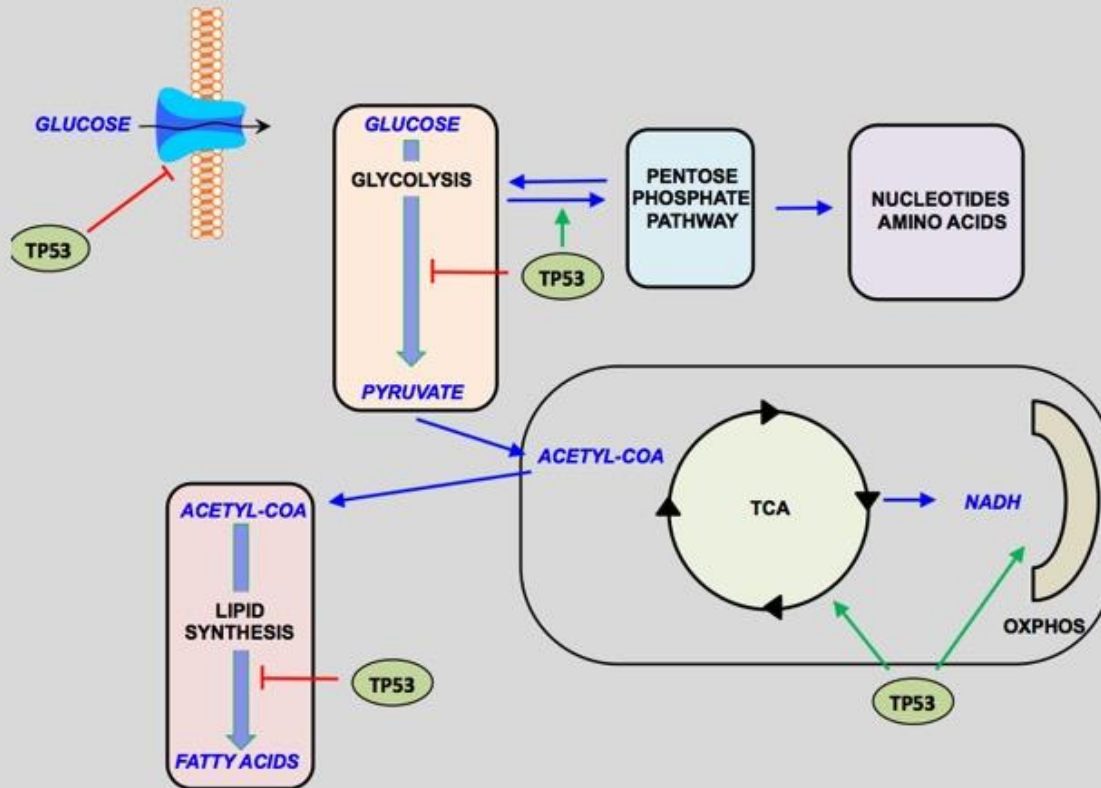 GLUCOSE
TP53
GLUCOSE
GLYCOLYSIS
PYRUVATE
TP53
PENTOSE
PHOSPHATE
PATHWAY
NUCLEOTIDES
AMINO ACIDS
ACETYL-COA
TCA
NADH
OXPHOS
TP53
ACETYL-COA
LIPID
SYNTHESIS
FATTY ACIDS
TP53